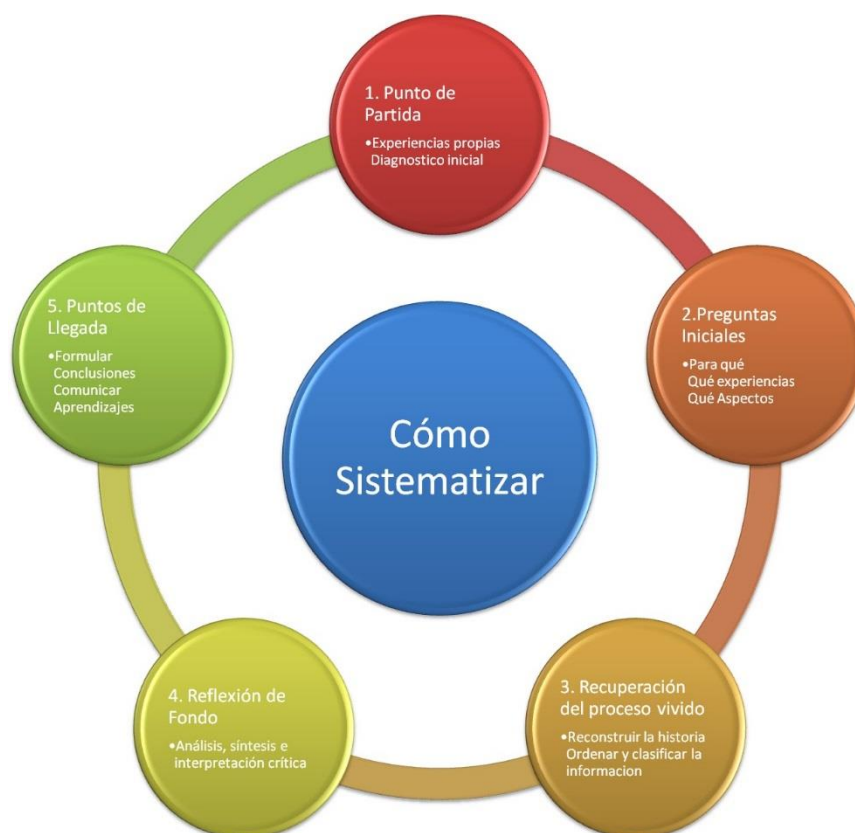 1. Punto de
Partida
•Experiencias propias
Diagnostico inicial
2.Preguntas
Iniciales
•Para qué
Qué experiencias
Qué Aspectos
3. Recuperación
del proceso vivido
•Reconstruir la historia
Ordenar y clasificar la
informacion
4. Reflexión de
Fondo
•Análisis, síntesis e
interpretación crítica
5. Puntos de
Llegada
•Formular
Conclusiones
Comunicar
Aprendizajes
Cómo
Sistematizar